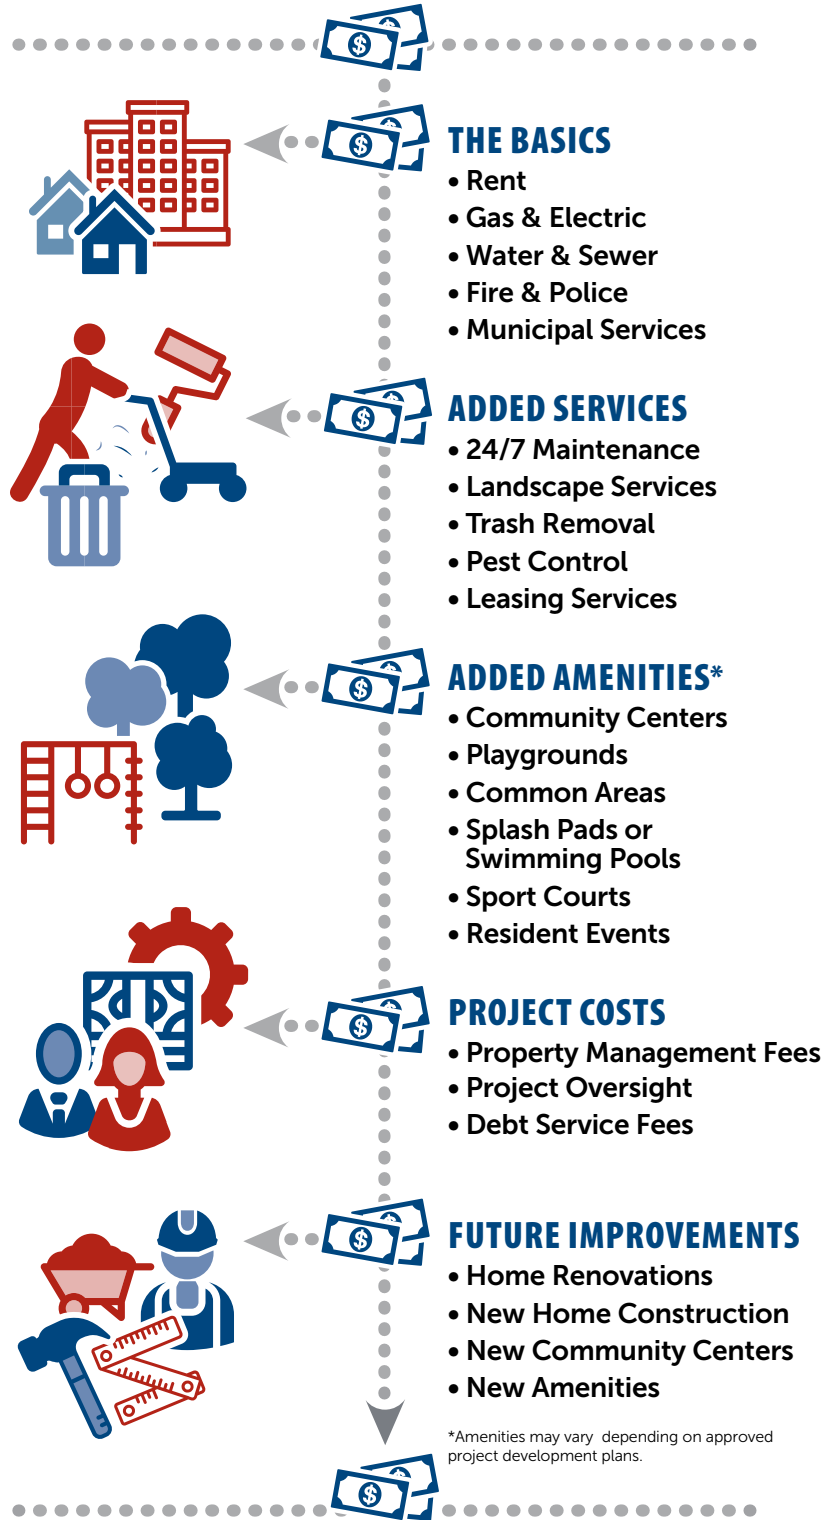 THE BASICS
• Rent
• Gas & Electric
• Water & Sewer
• Fire & Police
• Municipal Services
ADDED SERVICES
• 24/7 Maintenance
• Landscape Services
• Trash Removal
• Pest Control
• Leasing Services
ADDED AMENITIES*
• Community Centers
• Playgrounds
• Common Areas
• Splash Pads or
Swimming Pools
• Sport Courts
• Resident Events
PROJECT COSTS
• Property Management Fees
• Project Oversight
• Debt Service Fees
FUTURE IMPROVEMENTS
• Home Renovations
• New Home Construction
• New Community Centers
• New Amenities
*Amenities may vary depending on approved
project development plans.